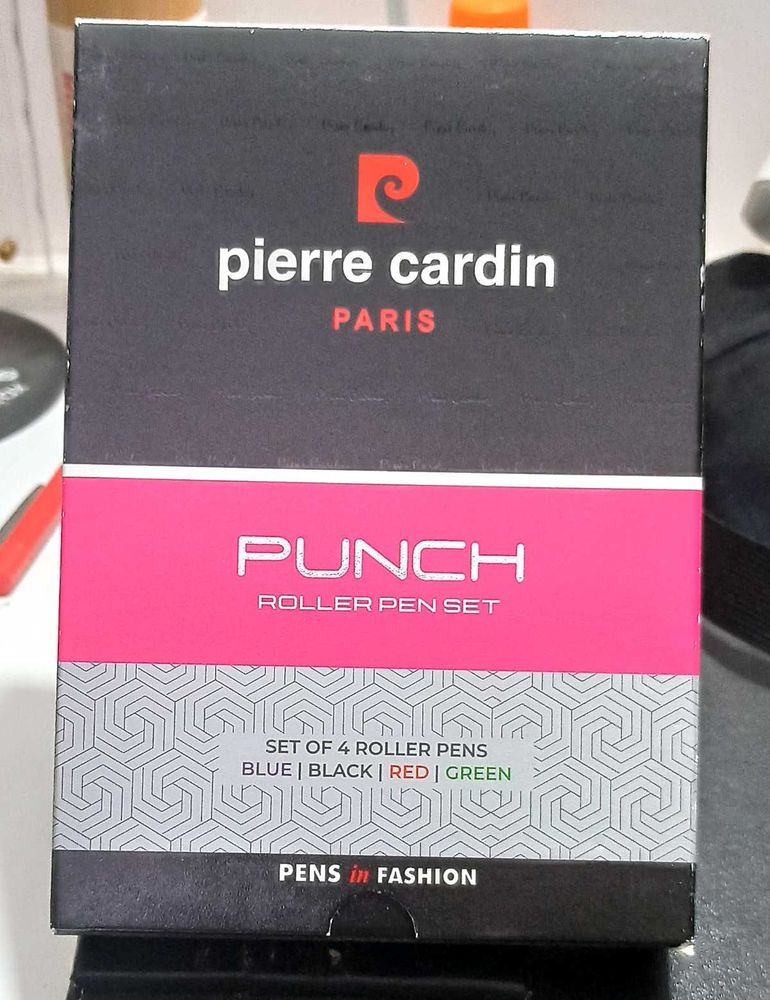 pierre cardin
PARIS
PUNCH
ROLLER PEN SET
SET OF 4 ROLLER PENS
BLUE | BLACK | RED | GREEN
PENS in FASHION